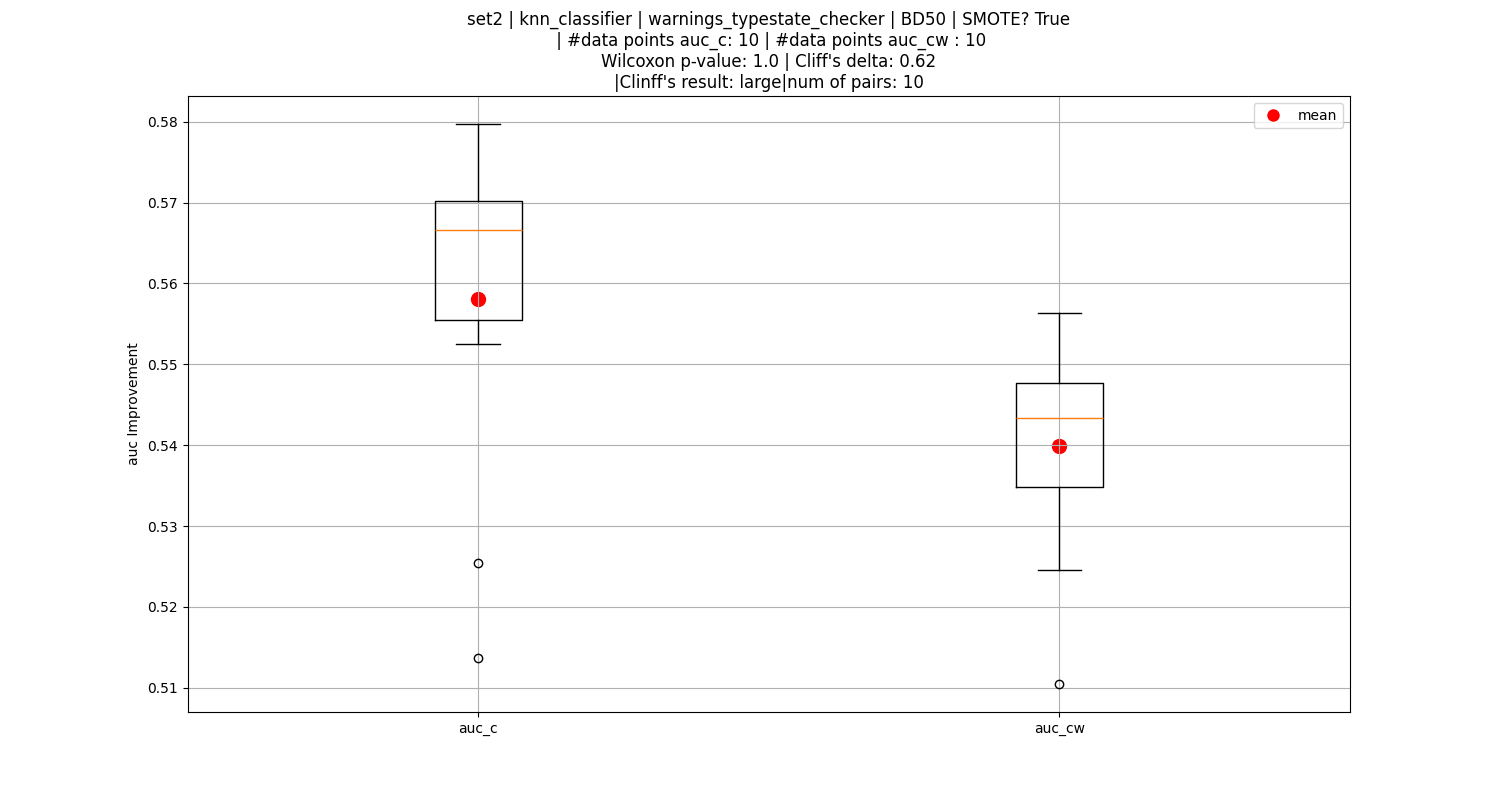 set2 | knn_classifier | warnings_typestate_checker | BD50 | SMOTE? True
| #data points auc_c: 10 | #data points auc_cw : 10
Wilcoxon p-value: 1.0 | Cliff's delta: 0.62
|Clinff's result: large|num of pairs: 10
mean
0.58
0.57
0.56
0.55
0.54
0.53
0.52
0.51
auc Improvement
auc_c
auc_cw